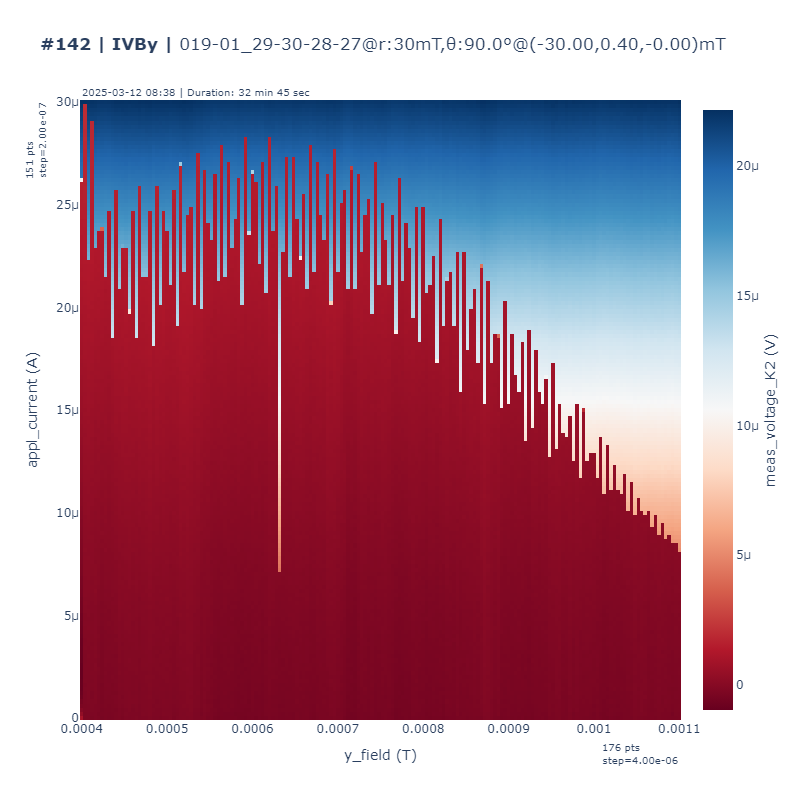 #142 | IVBy | 019-01_29-30-28-27@r:30mT,θ:90.0°@(-30.00,0.40,-0.00)mT
2025-03-12 08:38 | Duration: 32 min 45 sec
151 pts
step=2.00e-07
30μ
25μ
20μ
15μ
10μ
5μ
0
appl_current (A)
0.0004
0.0005
0.0006
0.0007
0.0008
0.0009
0.001
0.0011
y_field (T)
176 pts
step=4.00e-06
20μ
15μ
10μ
5μ
0
meas_voltage_K2 (V)